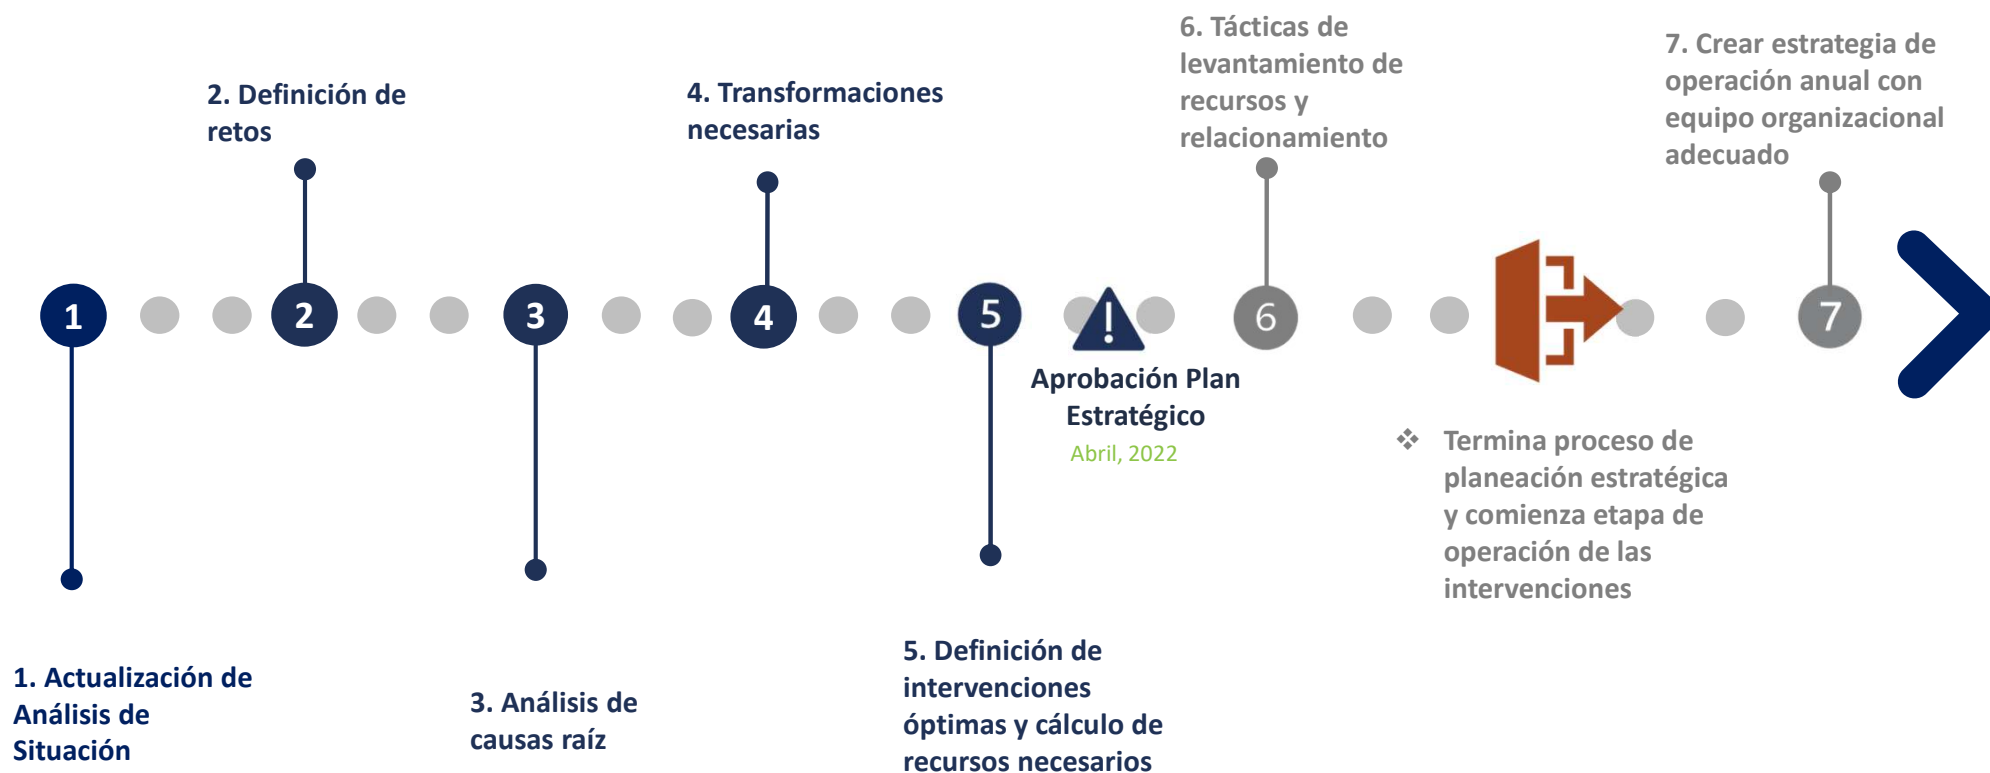 1. Actualización de
Análisis de
Situación
2. Definición de
retos
3. Análisis de
causas raíz
4. Transformaciones
necesarias
5. Definición de
intervenciones
óptimas y cálculo de
recursos necesarios
Aprobación Plan
Estratégico
Abril, 2022
6. Tácticas de
levantamiento de
recursos y
relacionamiento
❖ Termina proceso de
planeación estratégica
y comienza etapa de
operación de las
intervenciones
7. Crear estrategia de
operación anual con
equipo organizacional
adecuado
1
2
3
4
5
!
6
7